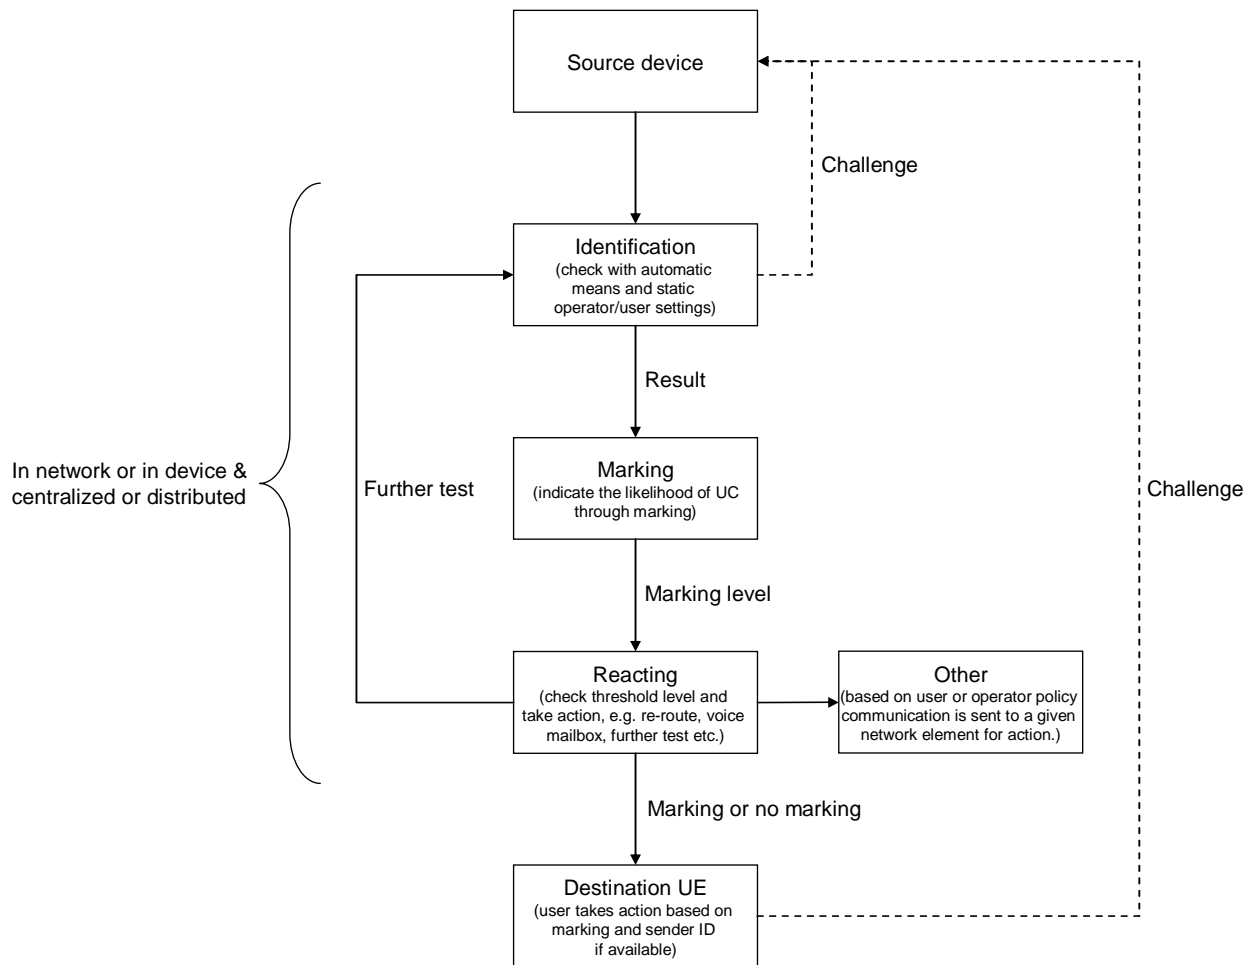 Source device
Challenge
Identification
(check with automatic
means and static
operator/user settings)
Result
Marking
(indicate the likelihood of UC
through marking)
In network or in device &
centralized or distributed
Further test
Challenge
Marking level
Reacting
(check threshold level and
take action, e.g. re-route, voice
mailbox, further test etc.)
Other
(based on user or operator policy
communication is sent to a given
network element for action.)
Marking or no marking
Destination UE
(user takes action based on
marking and sender ID
if available)